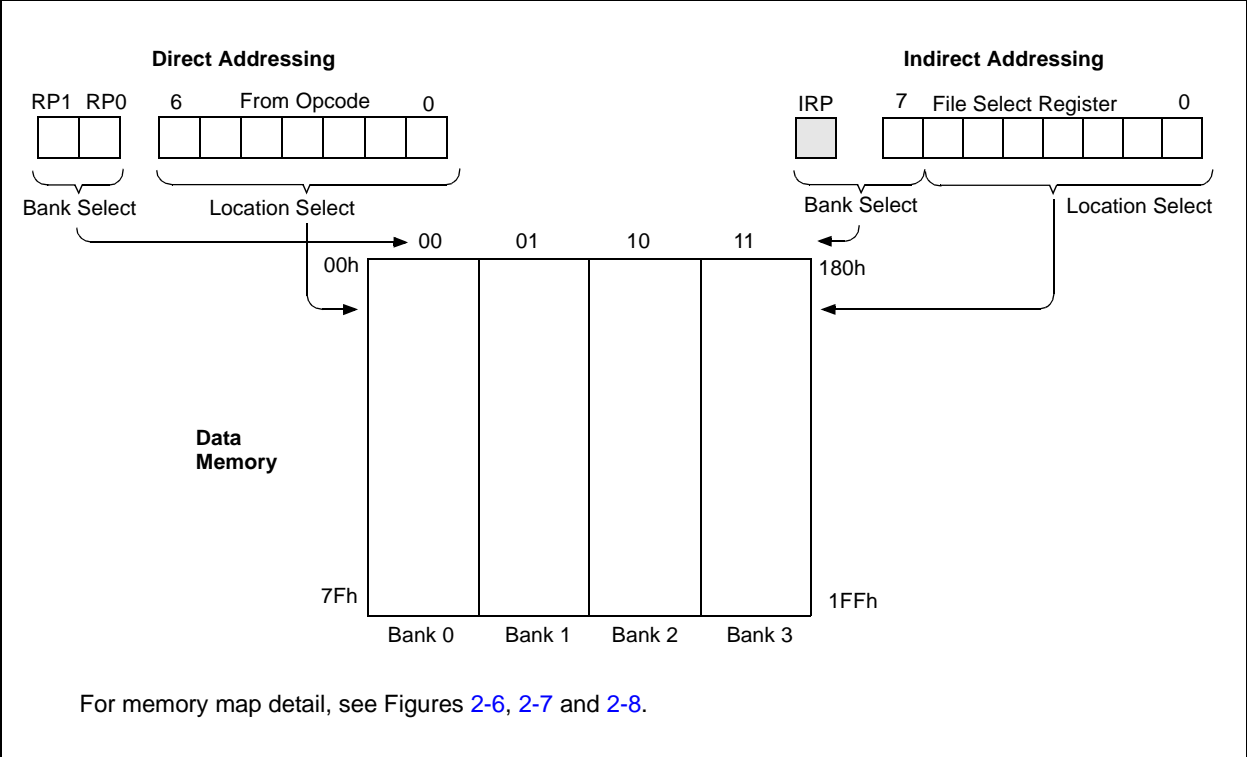 Direct Addressing
Indirect Addressing
RP1 RP0 6 From Opcode 0
IRP 7 File Select Register 0
Bank Select Location Select
Bank Select Location Select
00 01 10 11
00h 180h
Data
Memory
7Fh 1FFh
Bank 0 Bank 1 Bank 2 Bank 3
For memory map detail, see Figures 2-6, 2-7 and 2-8.